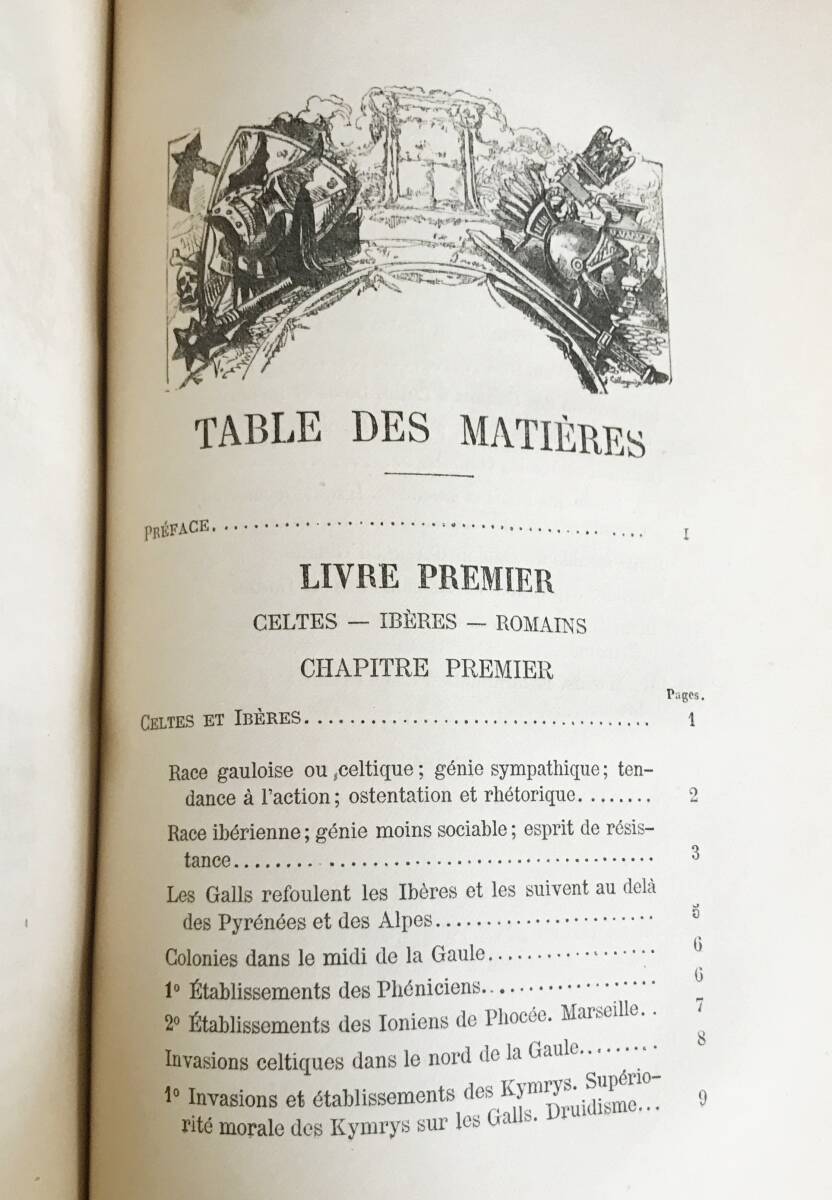 TABLE DES MATIÈRES
PRÉFACE. I
LIVRE PREMIER
CELTES — IBÈRES — ROMAINS
CHAPITRE PREMIER
Pages.
CELTES ET IBÈRES. 1
Race gauloise ou celtique; génie sympathique; ten-
dance à l'action; ostentation et rhétorique. 2
Race ibérienne; génie moins sociable; esprit de résis-
tance. 3
Les Galls refoulent les Ibères et les suivent au delà
des Pyrénées et des Alpes. 5
Colonies dans le midi de la Gaule. 6
1º Établissements des Phéniciens. 6
2º Établissements des Ioniens de Phocée. Marseille. 7
Invasions celtiques dans le nord de la Gaule. 8
1º Invasions et établissements des Kymrys. Supério-
rité morale des Kymrys sur les Galls. Druidisme. 9